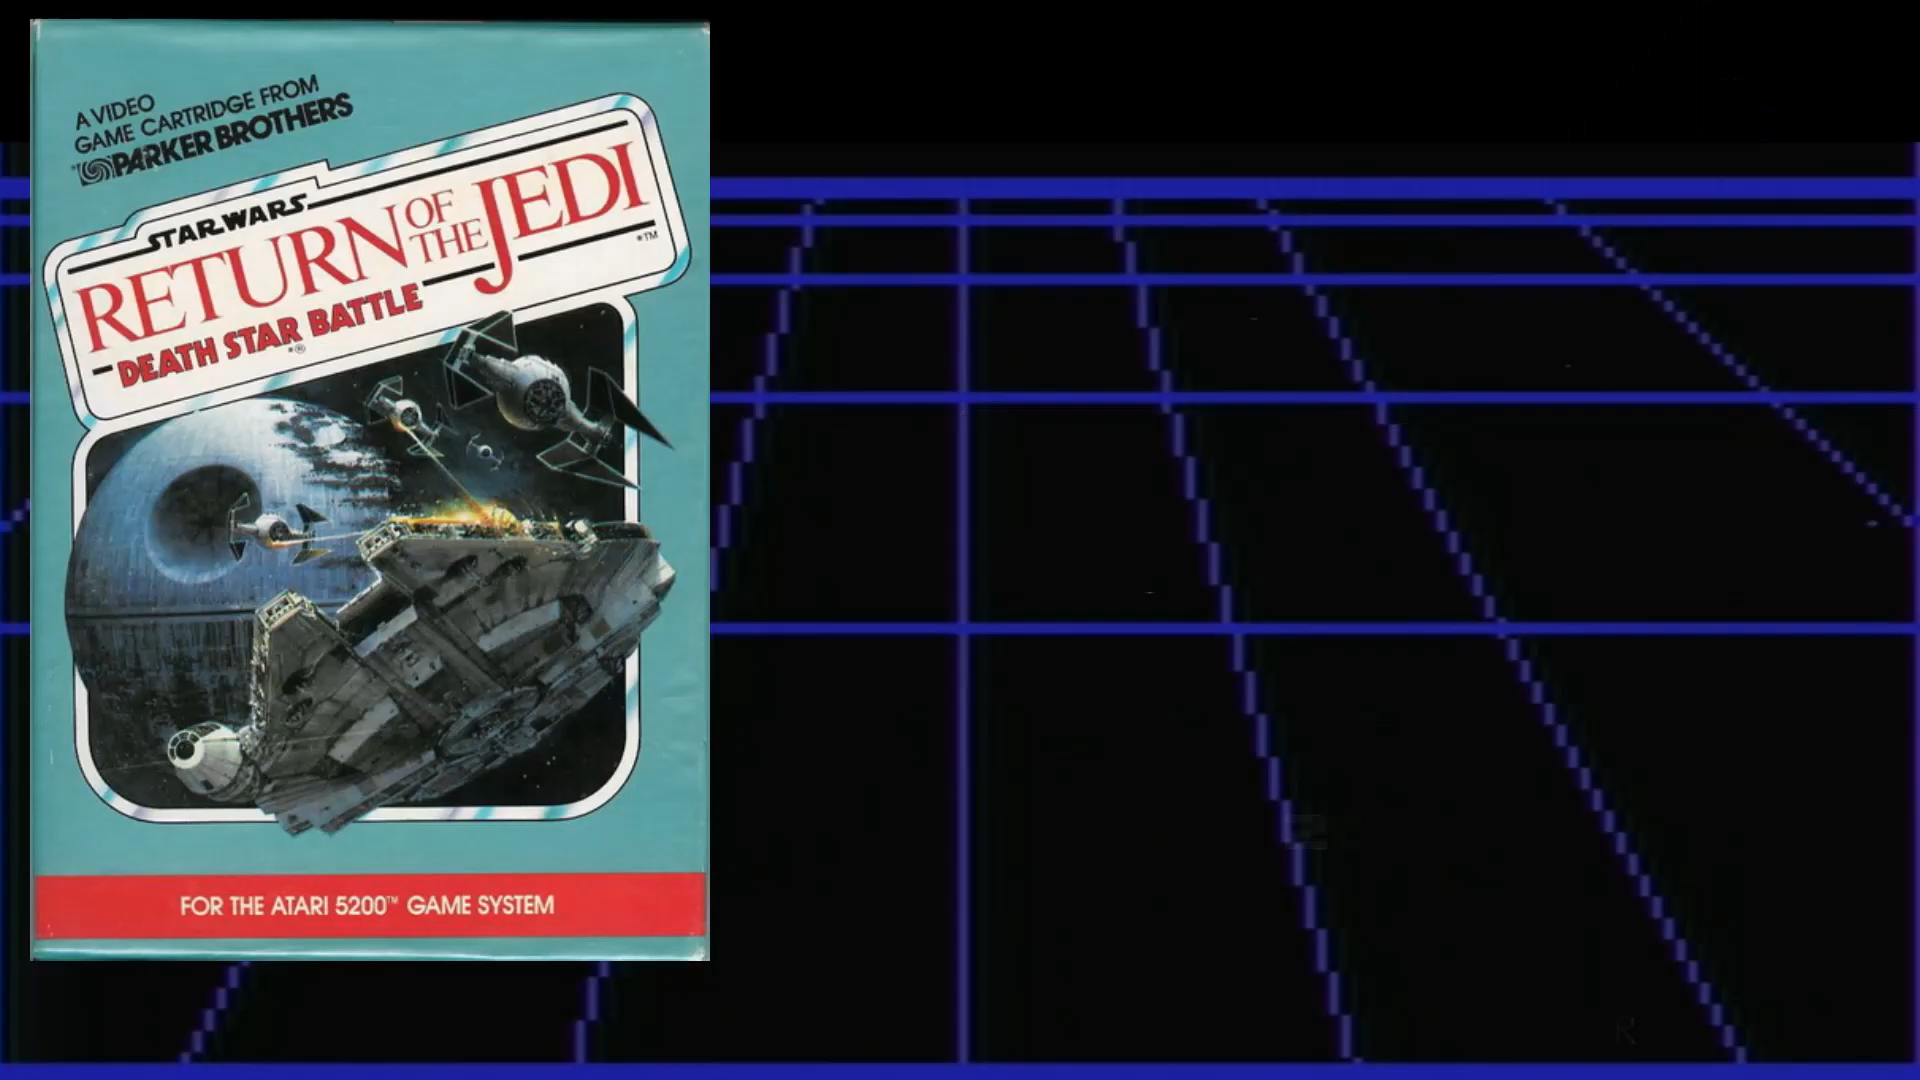 A VIDEO
GAME CARTRIDGE FROM
PARKER BROTHERS
STAR WARS
RETURN OF THE JEDI
*™
DEATH STAR BATTLE
*®
FOR THE ATARI 5200™ GAME SYSTEM